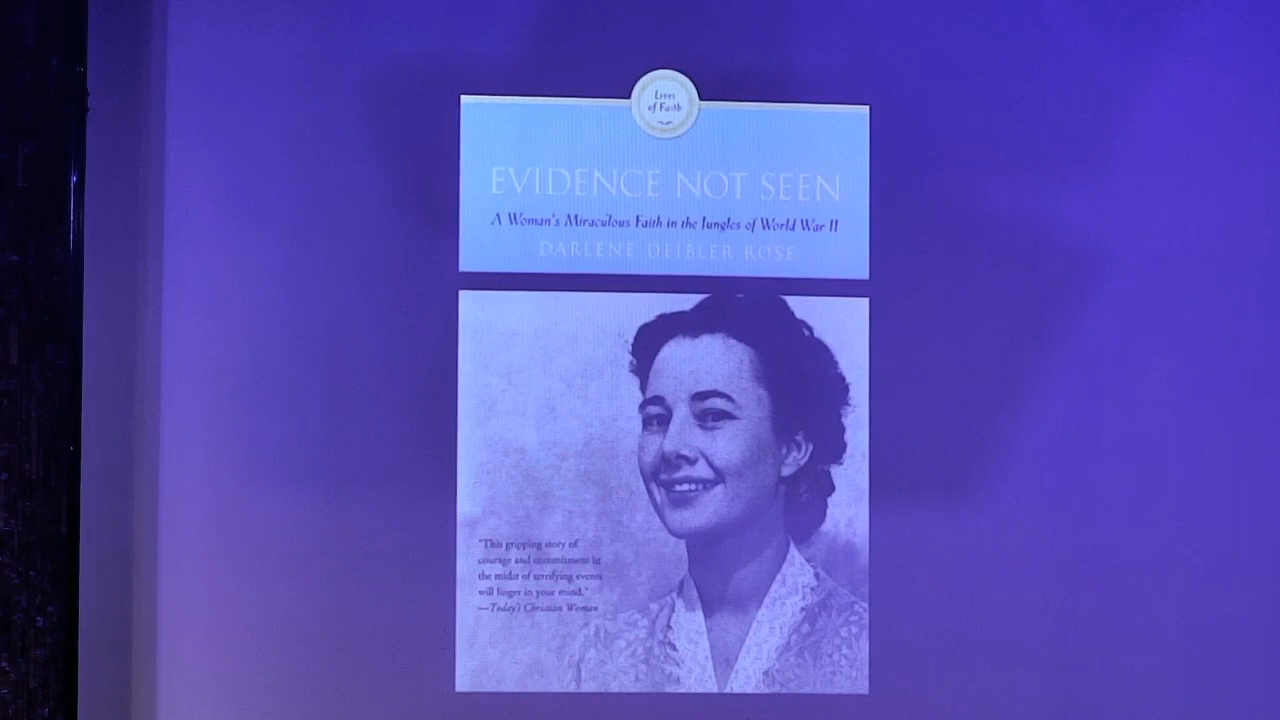 Lives
of Faith
EVIDENCE NOT SEEN
A Woman's Miraculous Faith in the Jungles of World War II
DARLENE DEIBLER ROSE
"This gripping story of
courage and commitment in
the midst of terrifying events
will linger in your mind."
—Today's Christian Woman